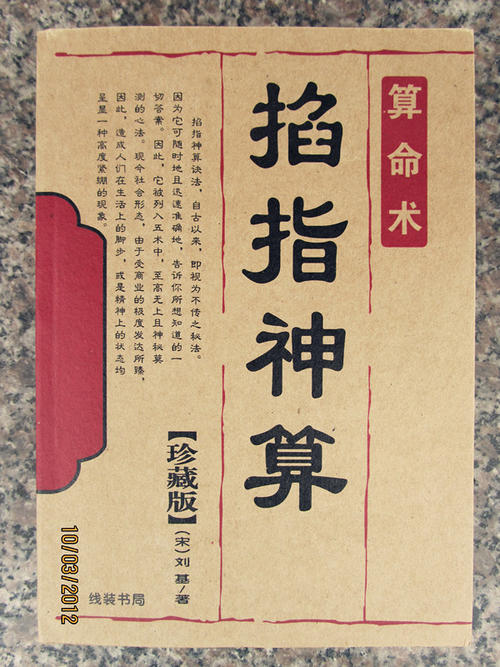 算命术
掐指神算
掐指神算诀法，自古以来，即视为不传之秘法。
因为它可随时地且迅速准确地，告诉你所想知道的一
切答案。因此，它被列入五术中，至高无上且神秘莫
测的心法。现今社会形态，由于受商业的极度发达所臻，
因此，造成人们在生活上的脚步，或是精神上的状态均
呈显一种高度紧绷的现象。
【珍藏版】
(宋)刘基/著
线装书局
10/03/2012